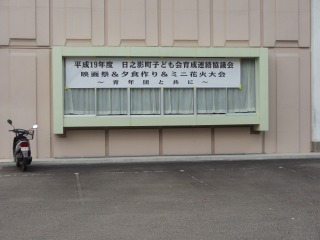 平成19年度 日之影町子ども会育成連絡協議会
映画祭&夕食作り&ミニ花火大会
～青年団と共に～